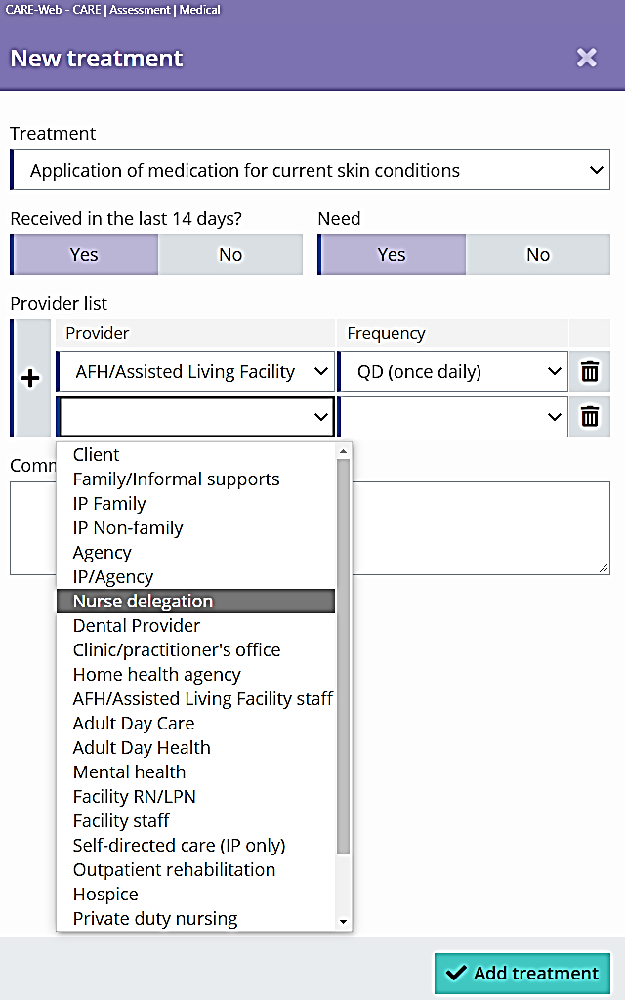 CARE-Web - CARE | Assessment | Medical
New treatment
Treatment
Application of medication for current skin conditions
Received in the last 14 days? Need
Yes No Yes No
Provider list
Provider Frequency
AFH/Assisted Living Facility QD (once daily)
Comm
Client
Family/Informal supports
IP Family
IP Non-family
Agency
IP/Agency
Nurse delegation
Dental Provider
Clinic/practitioner's office
Home health agency
AFH/Assisted Living Facility staff
Adult Day Care
Adult Day Health
Mental health
Facility RN/LPN
Facility staff
Self-directed care (IP only)
Outpatient rehabilitation
Hospice
Private duty nursing
Add treatment